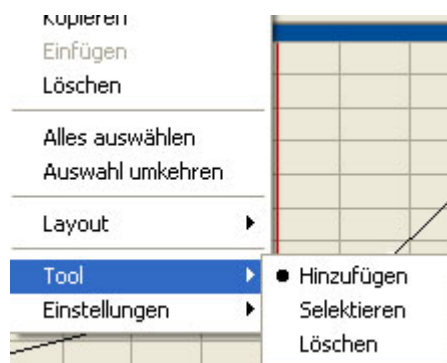 Kopieren
Einfügen
Löschen
Alles auswählen
Auswahl umkehren
Layout
Tool
Einstellungen
Hinzufügen
Selektieren
Löschen